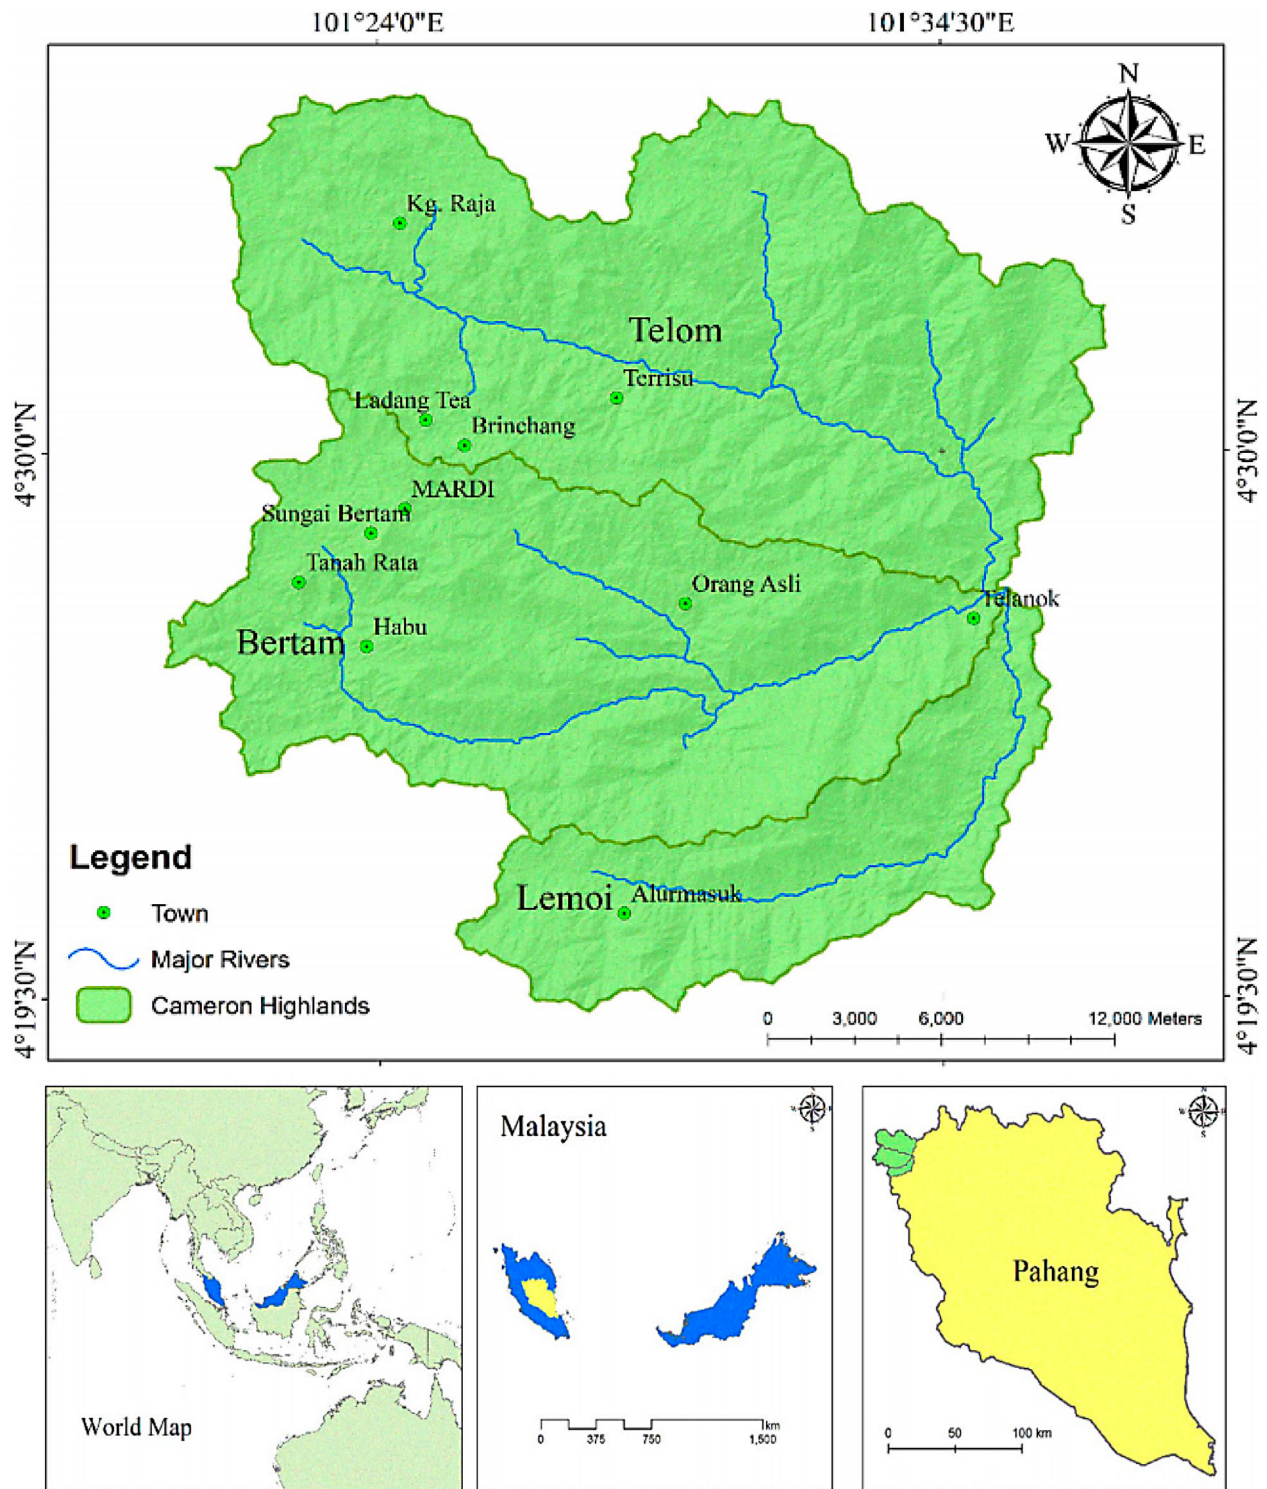 101°24'0"E
101°34'30"E
N
W
E
S
Kg. Raja
Telom
Terrisu
Ladang Tea
Brinchang
4°30'0"N
4°30'0"N
MARDI
Sungai Bertam
Tanah Rata
Orang Asli
Telanok
Habu
Bertam
Legend
Lemoi
Alurmasuk
Town
Major Rivers
Cameron Highlands
4°19'30"N
4°19'30"N
0 3,000 6,000 12,000 Meters
World Map
Malaysia
km
0 375 750 1,500
Pahang
0 50 100 km